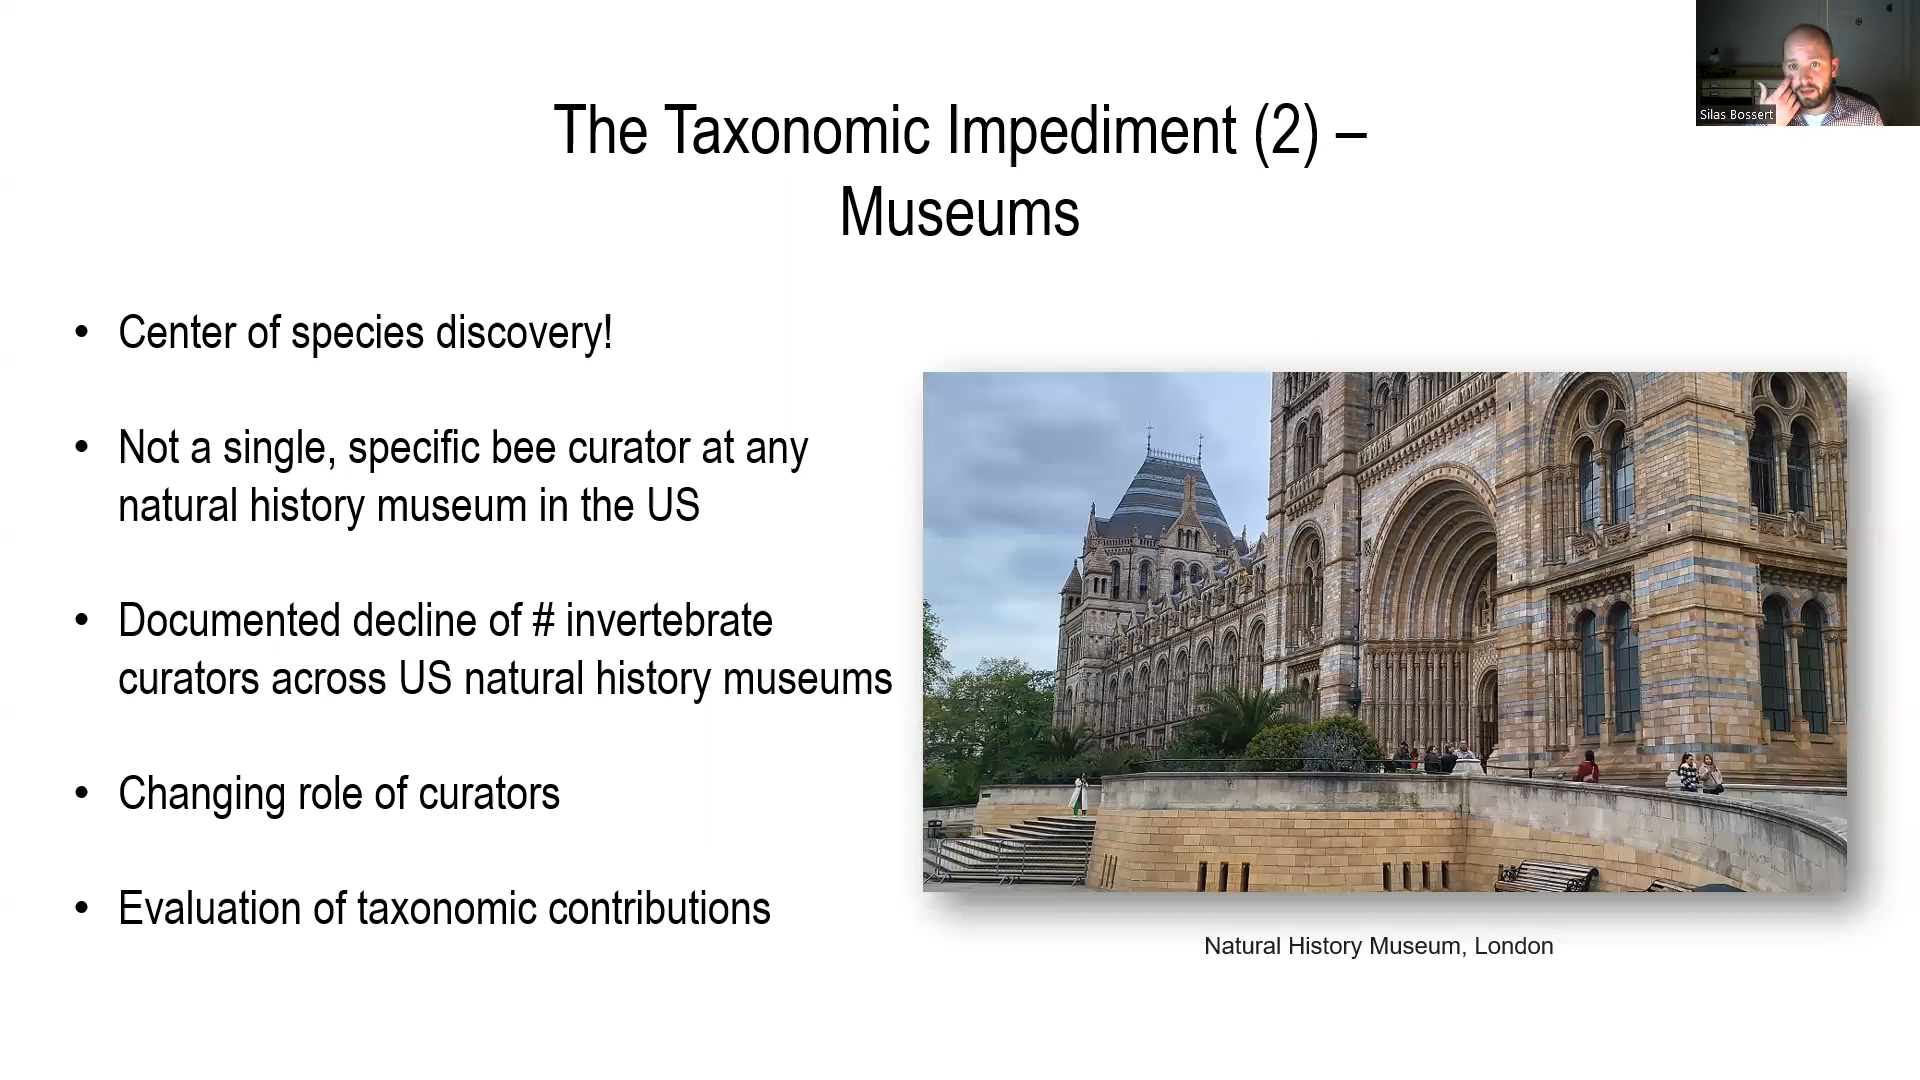 Silas Bossert
The Taxonomic Impediment (2) –
Museums
• Center of species discovery!
• Not a single, specific bee curator at any
natural history museum in the US
• Documented decline of # invertebrate
curators across US natural history museums
• Changing role of curators
• Evaluation of taxonomic contributions
Natural History Museum, London